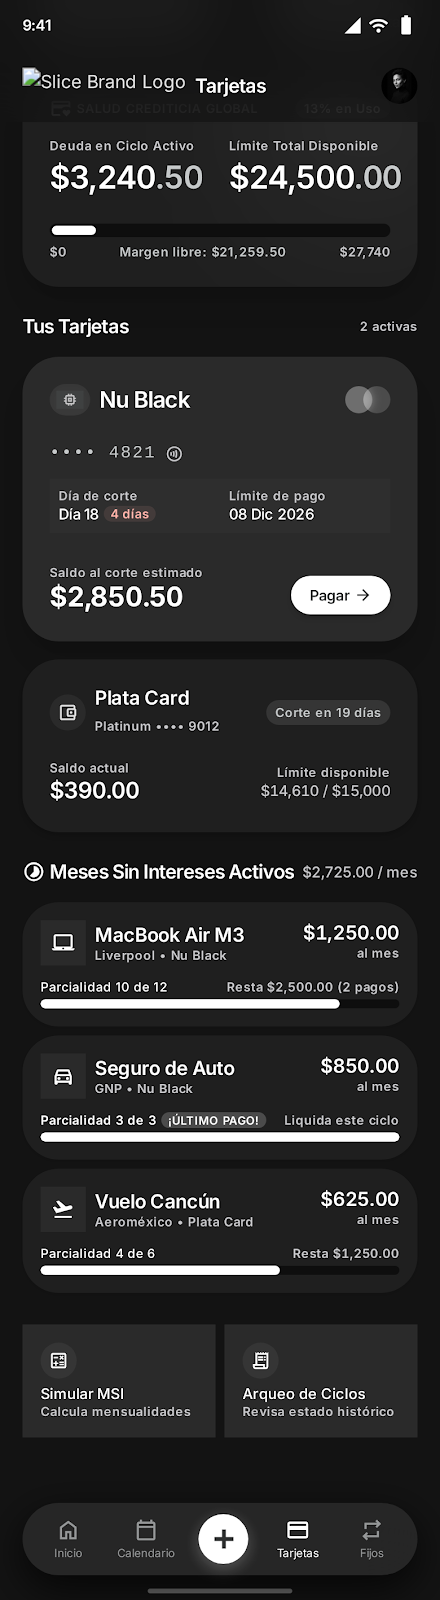 9:41
Slice Brand Logo Tarjetas
SALUD CREDITICIA GLOBAL 13% en Uso
Deuda en Ciclo Activo Límite Total Disponible
$3,240.50 $24,500.00
$0 Margen libre: $21,259.50 $27,740
Tus Tarjetas 2 activas
Nu Black
•••• 4821
Día de corte Límite de pago
Día 18 4 días 08 Dic 2026
Saldo al corte estimado
$2,850.50 Pagar →
Plata Card
Platinum •••• 9012 Corte en 19 días
Saldo actual Límite disponible
$390.00 $14,610 / $15,000
Meses Sin Intereses Activos $2,725.00 / mes
MacBook Air M3 $1,250.00
Liverpool • Nu Black al mes
Parcialidad 10 de 12 Resta $2,500.00 (2 pagos)
Seguro de Auto $850.00
GNP • Nu Black al mes
Parcialidad 3 de 3 ¡ÚLTIMO PAGO! Liquida este ciclo
Vuelo Cancún $625.00
Aeroméxico • Plata Card al mes
Parcialidad 4 de 6 Resta $1,250.00
Simular MSI Arqueo de Ciclos
Calcula mensualidades Revisa estado histórico
Inicio Calendario Tarjetas Fijos